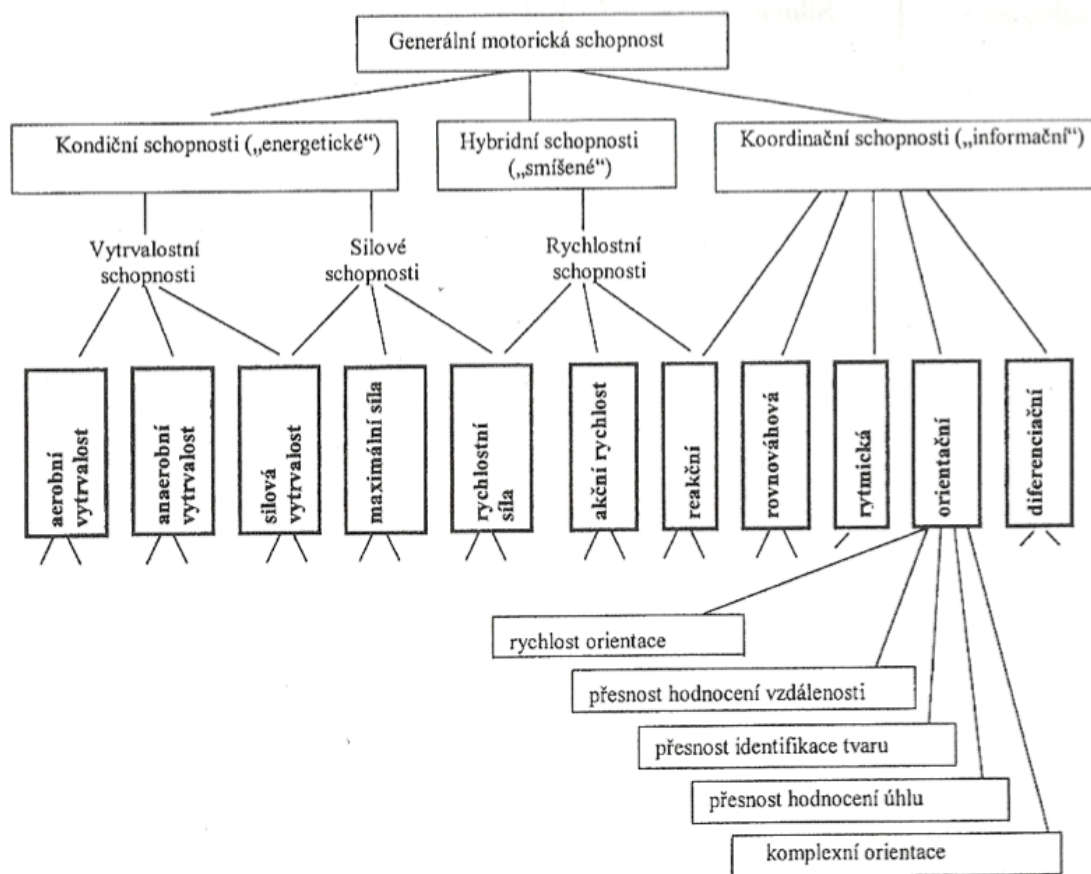 Generální motorická schopnost
Kondiční schopnosti („energetické“)
Hybridní schopnosti
(„smíšené“)
Koordinační schopnosti („informační“)
Vytrvalostní
schopnosti
Silové
schopnosti
Rychlostní
schopnosti
aerobní
vytrvalost
anaerobní
vytrvalost
silová
vytrvalost
maximální síla
rychlostní
síla
akční rychlost
reakční
rovnováhová
rytmická
orientační
diferenciační
rychlost orientace
přesnost hodnocení vzdálenosti
přesnost identifikace tvaru
přesnost hodnocení úhlu
komplexní orientace